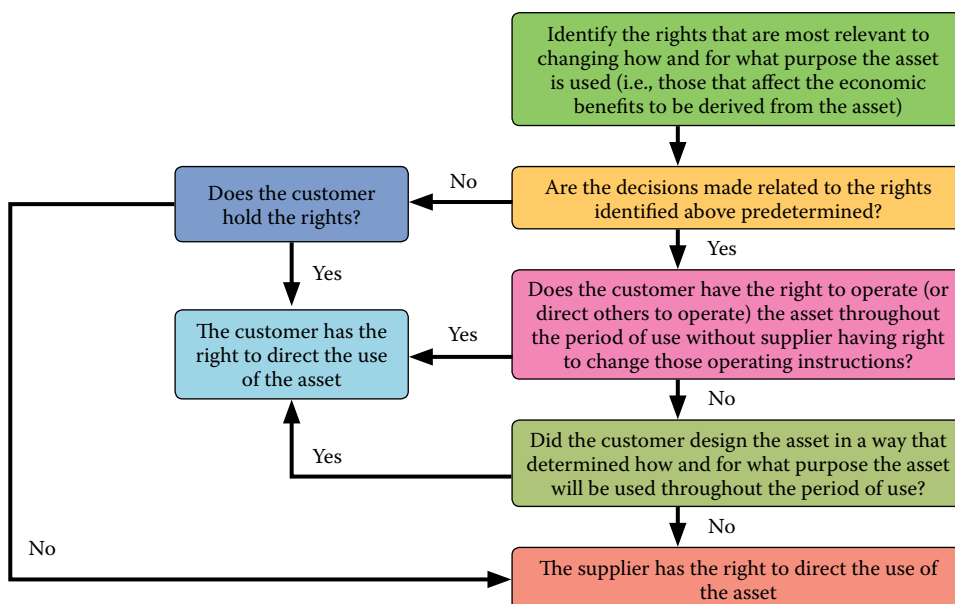 Identify the rights that are most relevant to
changing how and for what purpose the asset
is used (i.e., those that affect the economic
benefits to be derived from the asset)
No
Does the customer
hold the rights?
Are the decisions made related to the rights
identified above predetermined?
Yes
Yes
Does the customer have the right to operate (or
direct others to operate) the asset throughout
the period of use without supplier having right
to change those operating instructions?
Yes
The customer has the
right to direct the use
of the asset
No
Did the customer design the asset in a way that
determined how and for what purpose the asset
will be used throughout the period of use?
Yes
No
No
The supplier has the right to direct the use of
the asset